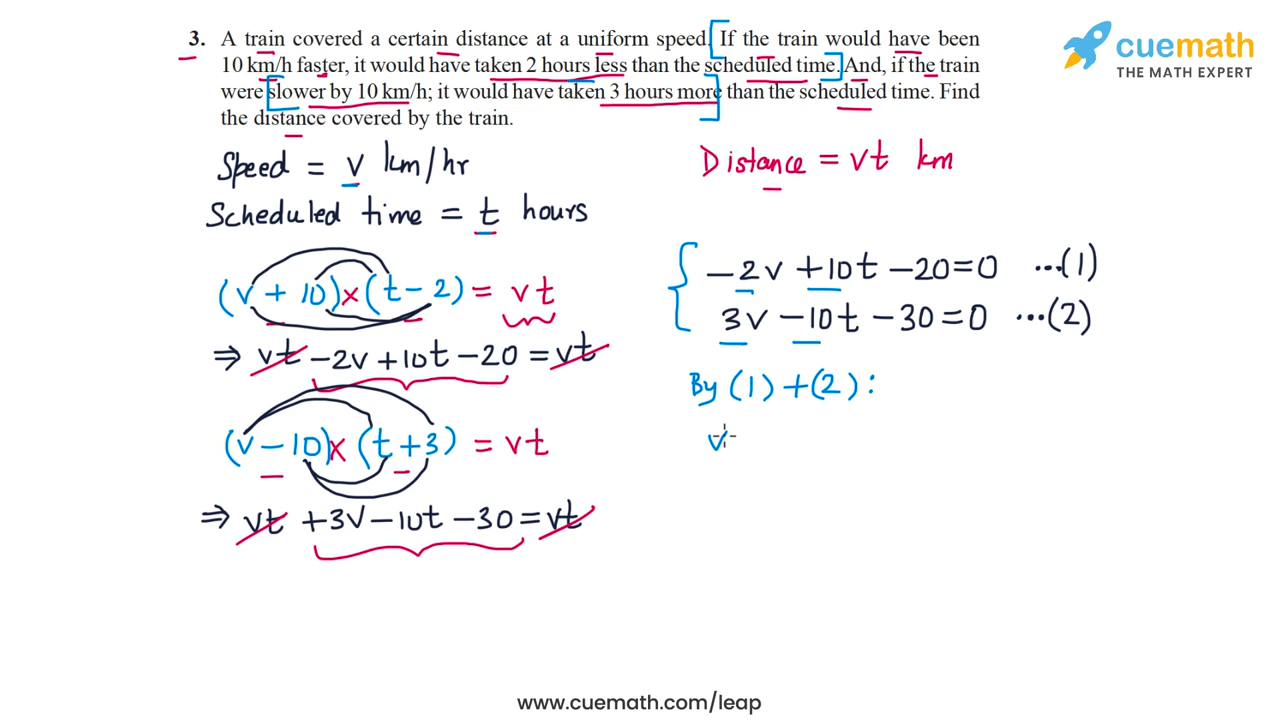 3. A train covered a certain distance at a uniform speed. If the train would have been
10 km/h faster, it would have taken 2 hours less than the scheduled time. And, if the train
were slower by 10 km/h; it would have taken 3 hours more than the scheduled time. Find
the distance covered by the train.
cuemath
THE MATH EXPERT
Speed = v km/hr
Scheduled time = t hours
(v + 10) × (t - 2) = vt
⇒ vt - 2v + 10t - 20 = vt
(v - 10) × (t + 3) = vt
⇒ vt + 3v - 10t - 30 = vt
Distance = vt km
-2v + 10t - 20 = 0 ...(1)
3v - 10t - 30 = 0 ...(2)
By (1) + (2) :
v
www.cuemath.com/leap